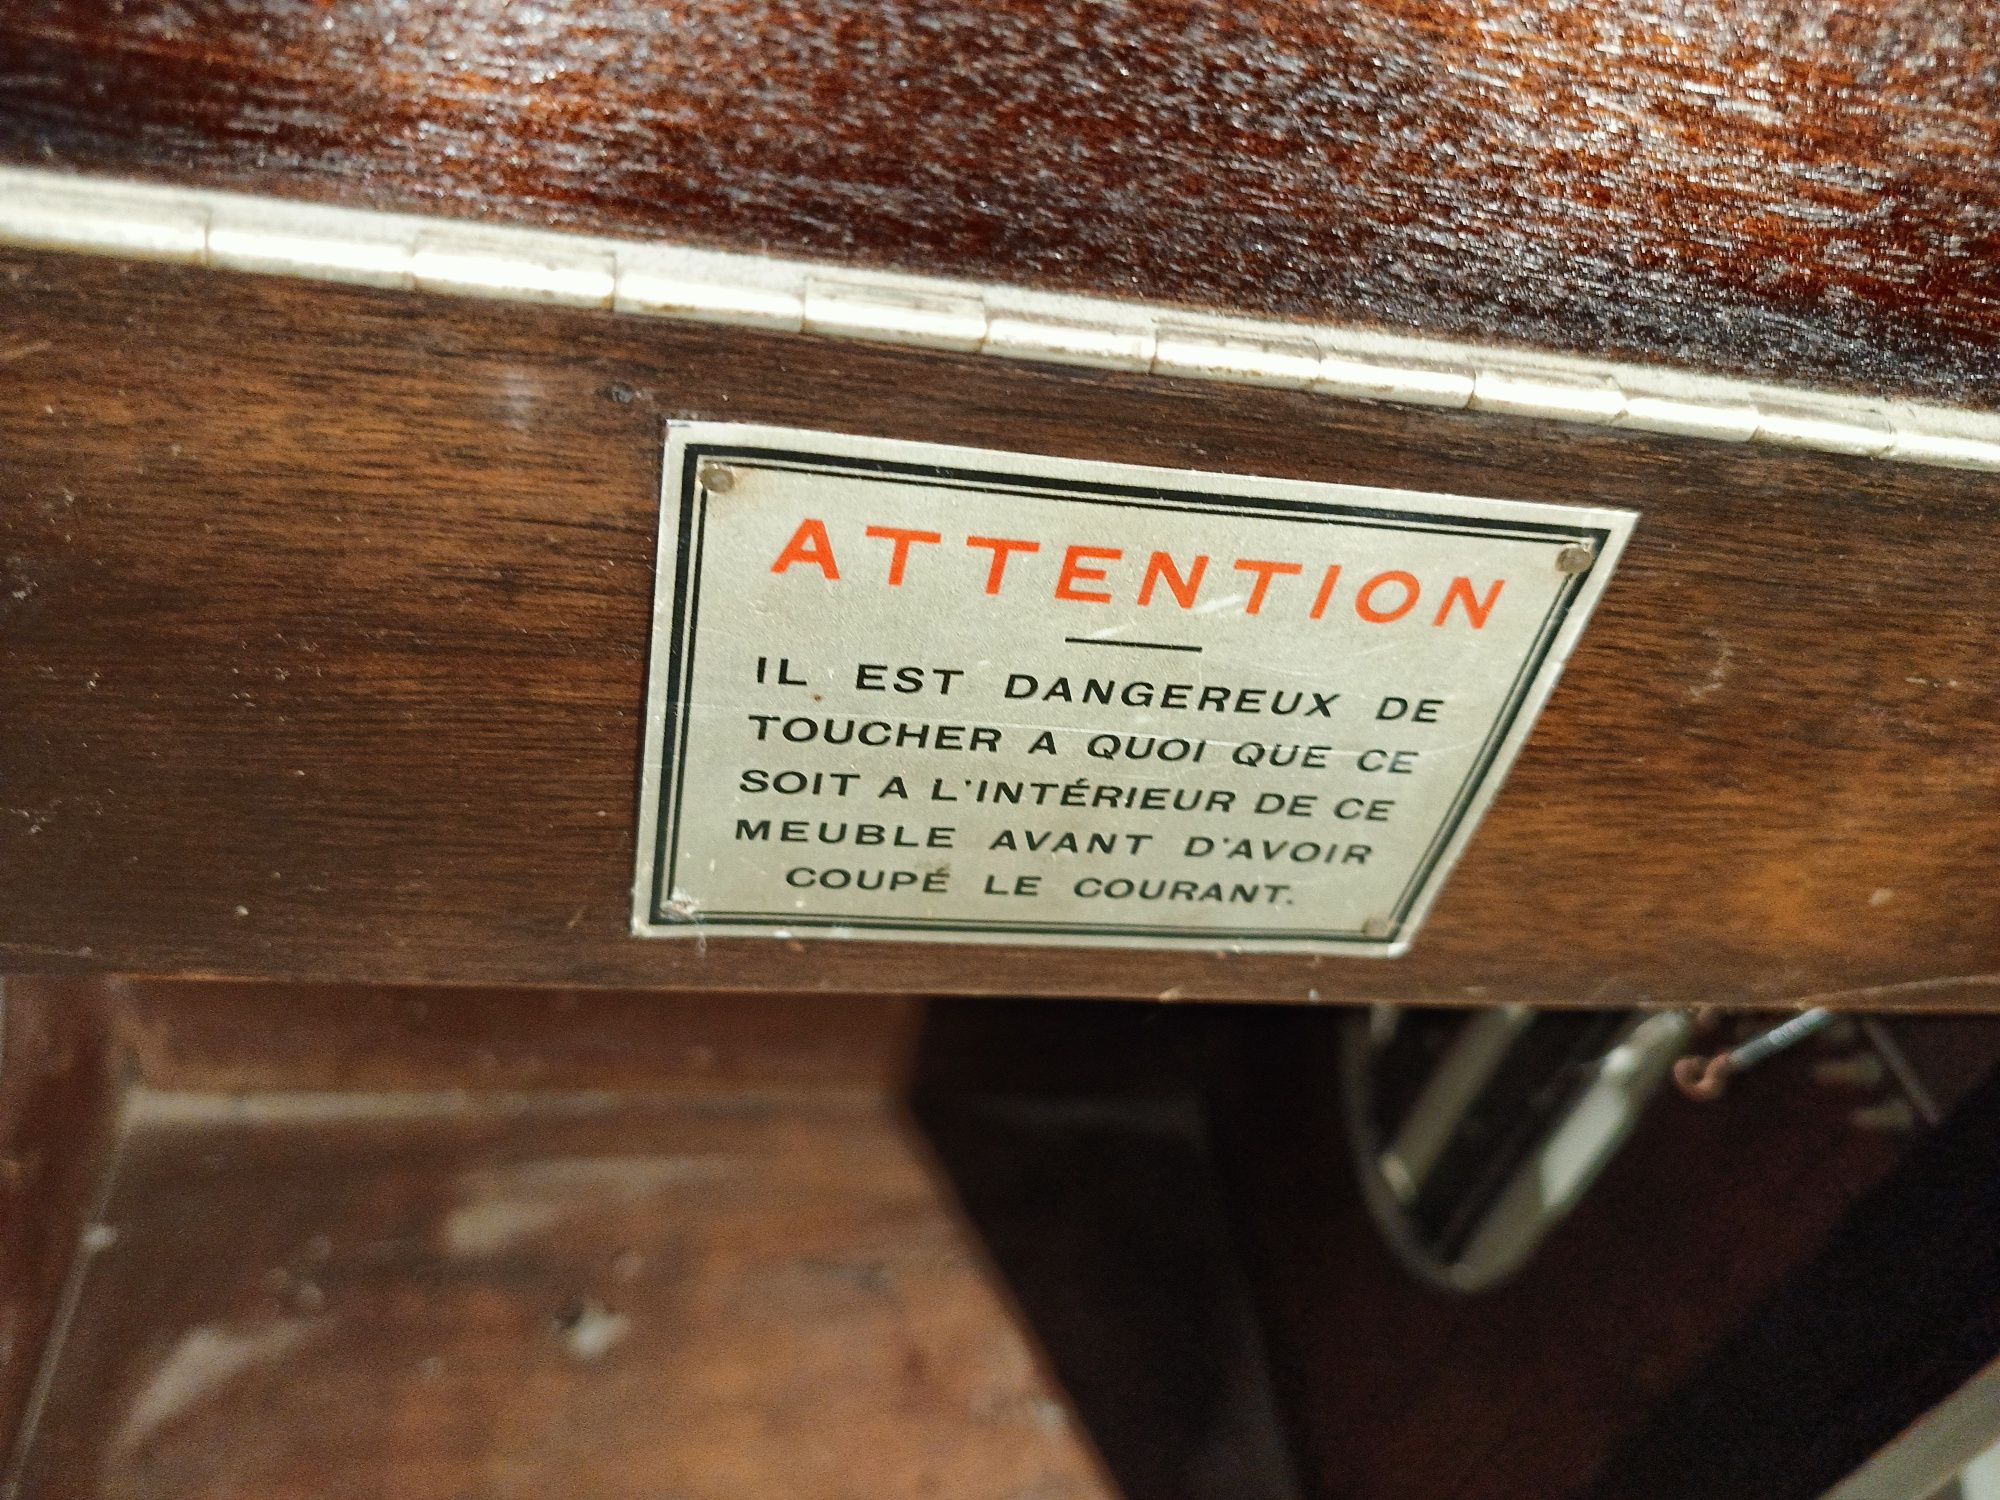 ATTENTION
IL EST DANGEREUX DE
TOUCHER A QUOI QUE CE
SOIT A L'INTÉRIEUR DE CE
MEUBLE AVANT D'AVOIR
COUPÉ LE COURANT.